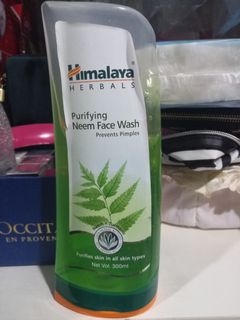 Himalaya
HERBALS
Purifying
Neem Face Wash
Prevents Pimples
Purifies skin in all skin types
Net Vol. 300ml
OCCITA
EN PROVEN